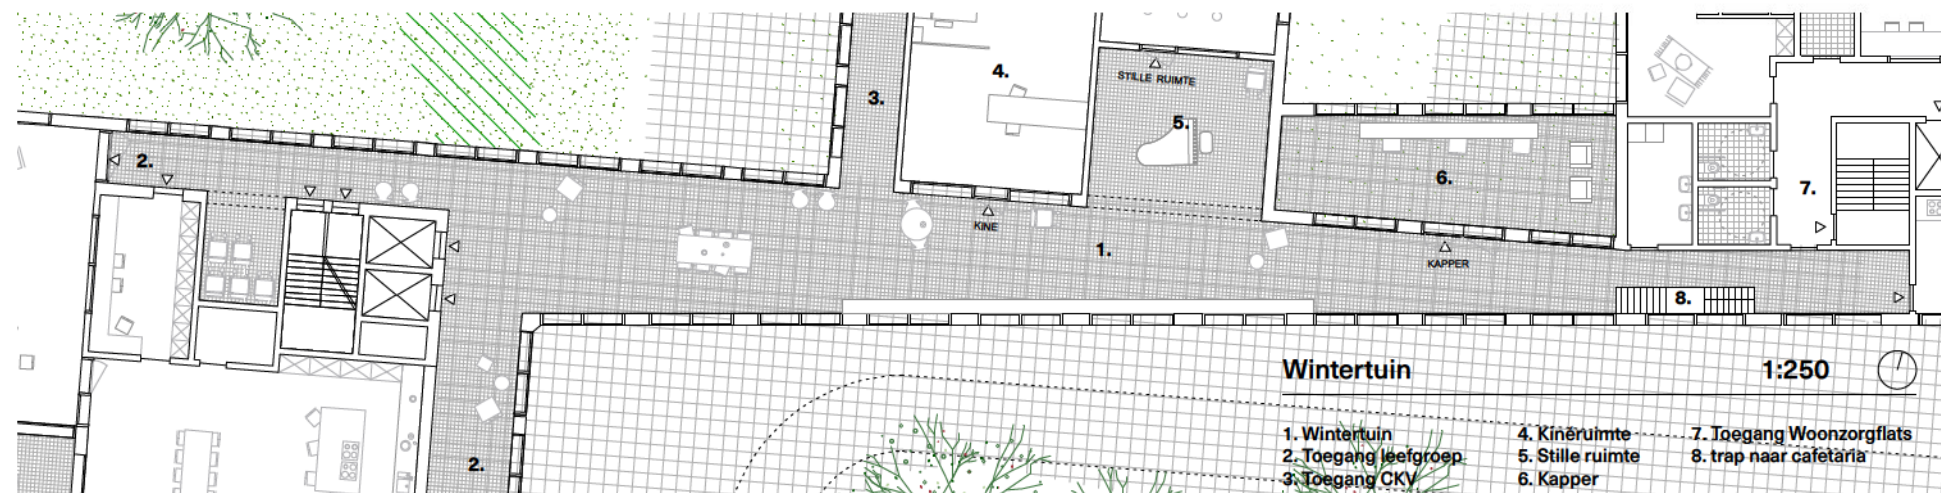 4.
3.
STILLE RUIMTE
5.
2.
6.
7.
KINE
1.
KAPPER
8.
2.
Wintertuin 1:250
1. Wintertuin
2. Toegang leefgroep
3. Toegang CKV
4. Kinéruimte
5. Stille ruimte
6. Kapper
7. Toegang Woonzorgflats
8. trap naar cafetaria